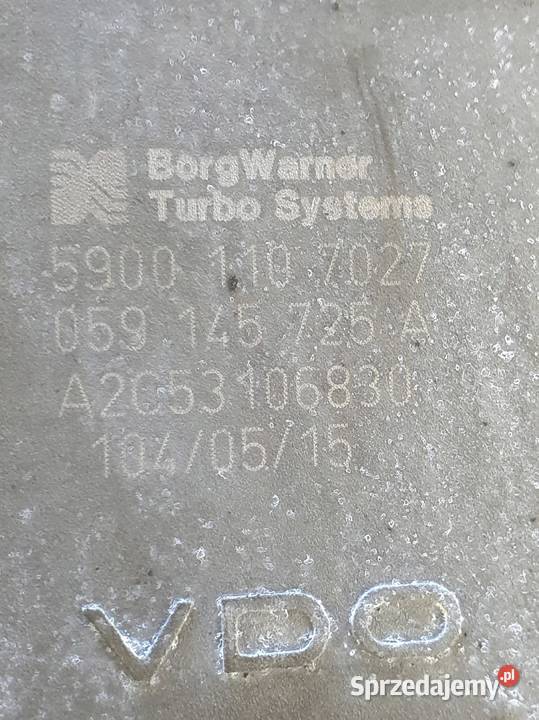 BorgWarner
Turbo Systems
5900 110 7027
059 145 725 A
A2C53106830
104/05/15
VDO
Sprzedajemy.pl